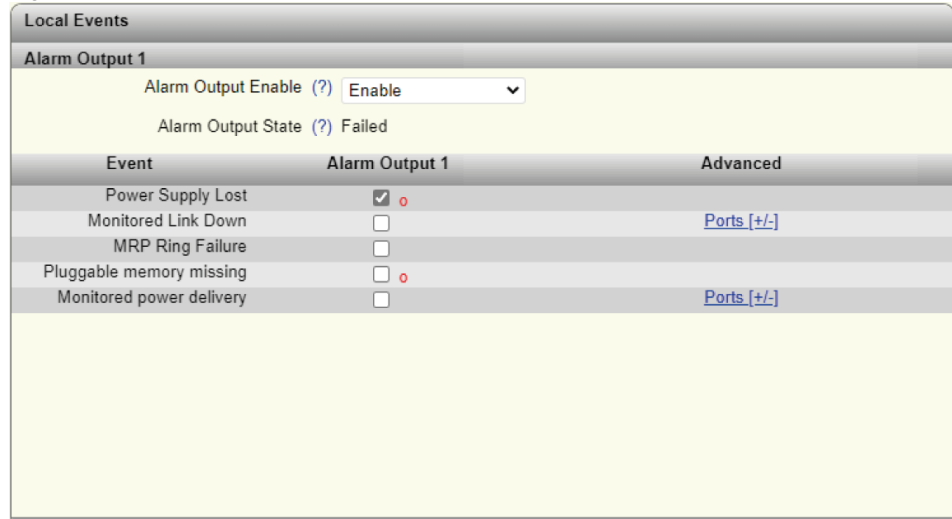 Local Events
Alarm Output 1
Alarm Output Enable (?) Enable
Alarm Output State (?) Failed
Event Alarm Output 1 Advanced
Power Supply Lost o
Monitored Link Down Ports [+/-]
MRP Ring Failure
Pluggable memory missing o
Monitored power delivery Ports [+/-]